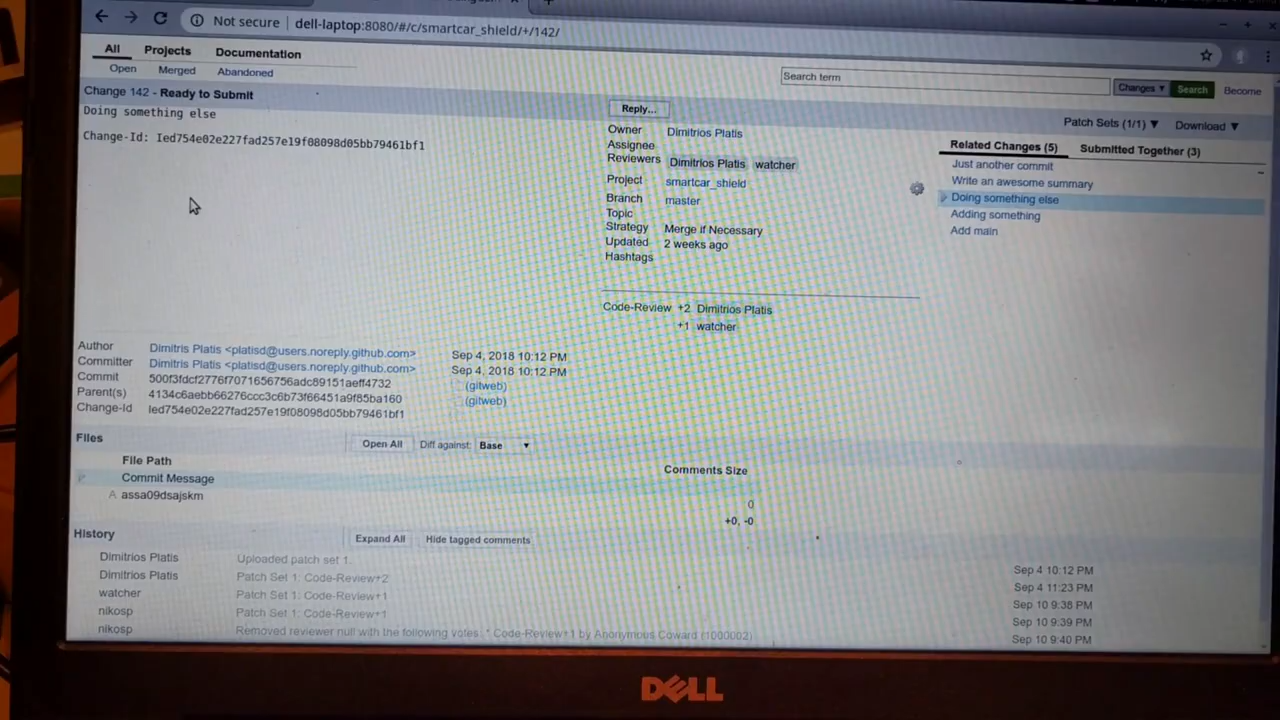 Not secure | dell-laptop:8080/#/c/smartcar_shield/+/142/
All Projects Documentation
Open Merged Abandoned
Search term Changes ▼ Search Become
Change 142 - Ready to Submit
Reply...
Patch Sets (1/1) ▼ Download ▼
Doing something else
Change-Id: Ied754e02e227fad257e19f08098d05bb79461bf1
Owner Dimitrios Platis
Assignee
Reviewers Dimitrios Platis watcher
Project smartcar_shield
Branch master
Topic
Strategy Merge if Necessary
Updated 2 weeks ago
Hashtags
Related Changes (5) Submitted Together (3)
Just another commit
Write an awesome summary
Doing something else
Adding something
Add main
Code-Review +2 Dimitrios Platis
+1 watcher
Author Dimitris Platis <platisd@users.noreply.github.com> Sep 4, 2018 10:12 PM
Committer Dimitris Platis <platisd@users.noreply.github.com> Sep 4, 2018 10:12 PM
Commit 500f3fdcf2776f7071656756adc89151aeff4732 (gitweb)
Parent(s) 4134c6aebb66276ccc3c6b73f66451a9f85ba160 (gitweb)
Change-Id Ied754e02e227fad257e19f08098d05bb79461bf1
Files Open All Diff against: Base ▼
File Path Comments Size
Commit Message
A assa09dsajskm 0
+0, -0
History Expand All Hide tagged comments
Dimitrios Platis Uploaded patch set 1. Sep 4 10:12 PM
Dimitrios Platis Patch Set 1: Code-Review+2 Sep 4 11:23 PM
watcher Patch Set 1: Code-Review+1 Sep 10 9:38 PM
nikosp Patch Set 1: Code-Review+1 Sep 10 9:39 PM
nikosp Removed reviewer null with the following votes: * Code-Review+1 by Anonymous Coward (1000002) Sep 10 9:40 PM
DELL